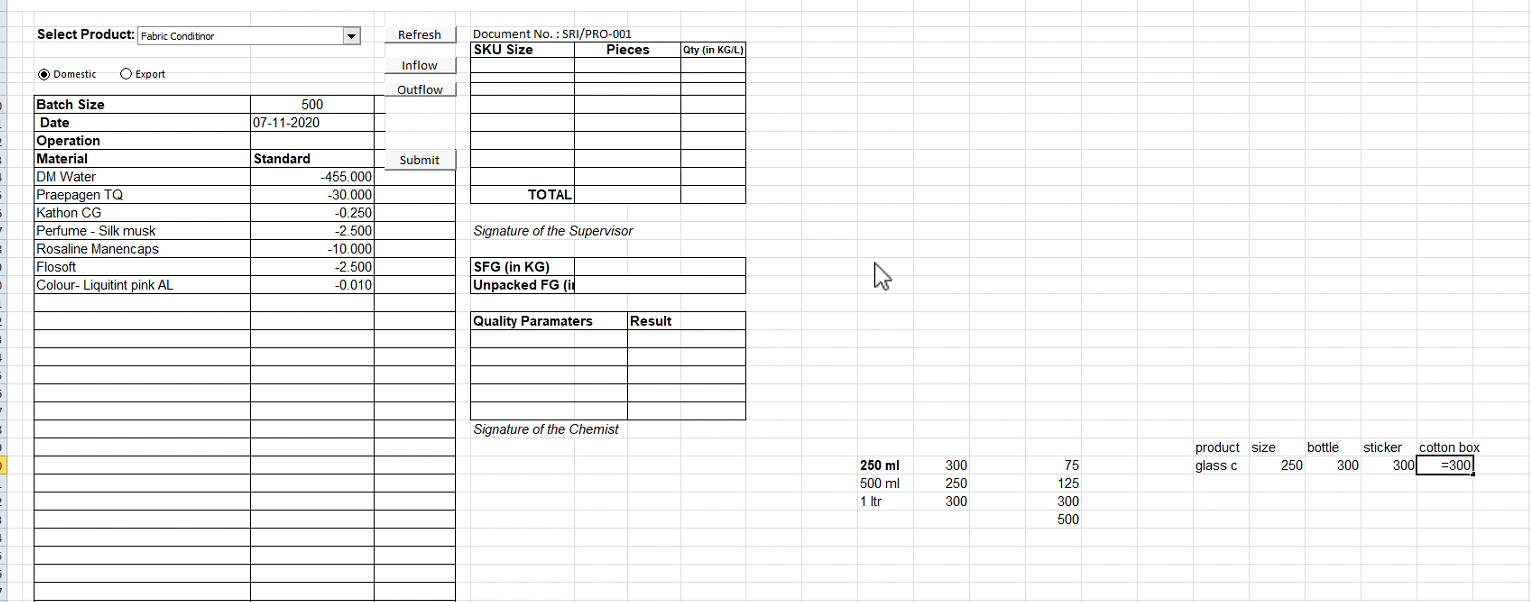 Select Product: Fabric Conditinor
Refresh
Document No. : SRI/PRO-001
SKU Size Pieces Qty (in KG/L)
Inflow
Domestic Export
Outflow
Batch Size 500
Date 07-11-2020
Operation
Material Standard
Submit
DM Water -455.000
Praepagen TQ -30.000
TOTAL
Kathon CG -0.250
Perfume - Silk musk -2.500
Signature of the Supervisor
Rosaline Manencaps -10.000
Flosoft -2.500
SFG (in KG)
Colour- Liquitint pink AL -0.010
Unpacked FG (in
Quality Paramaters Result
Signature of the Chemist
product size bottle sticker cotton box
250 ml 300 75
glass c 250 300 300 =300
500 ml 250 125
1 ltr 300 300
500